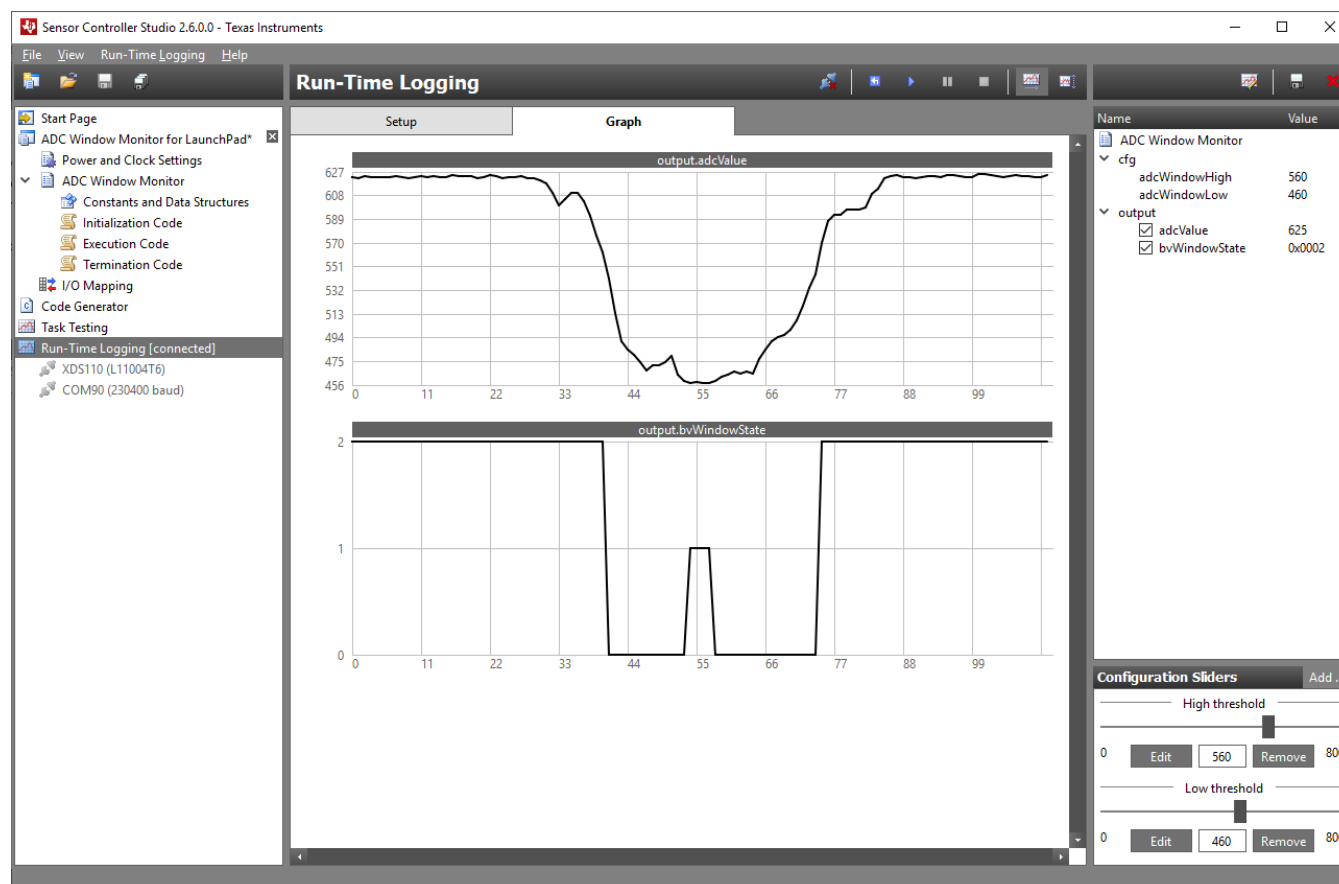 Sensor Controller Studio 2.6.0.0 - Texas Instruments
File View Run-Time Logging Help
Run-Time Logging
Start Page
ADC Window Monitor for LaunchPad*
Power and Clock Settings
ADC Window Monitor
Constants and Data Structures
Initialization Code
Execution Code
Termination Code
I/O Mapping
Code Generator
Task Testing
Run-Time Logging [connected]
XDS110 (L11004T6)
COM90 (230400 baud)
Setup Graph
output.adcValue
627
608
589
570
551
532
513
494
475
456
0 11 22 33 44 55 66 77 88 99
output.bvWindowState
2
1
0
0 11 22 33 44 55 66 77 88 99
Name Value
ADC Window Monitor
cfg
adcWindowHigh 560
adcWindowLow 460
output
adcValue 625
bvWindowState 0x0002
Configuration Sliders Add .
High threshold
0 Edit 560 Remove 80
Low threshold
0 Edit 460 Remove 80